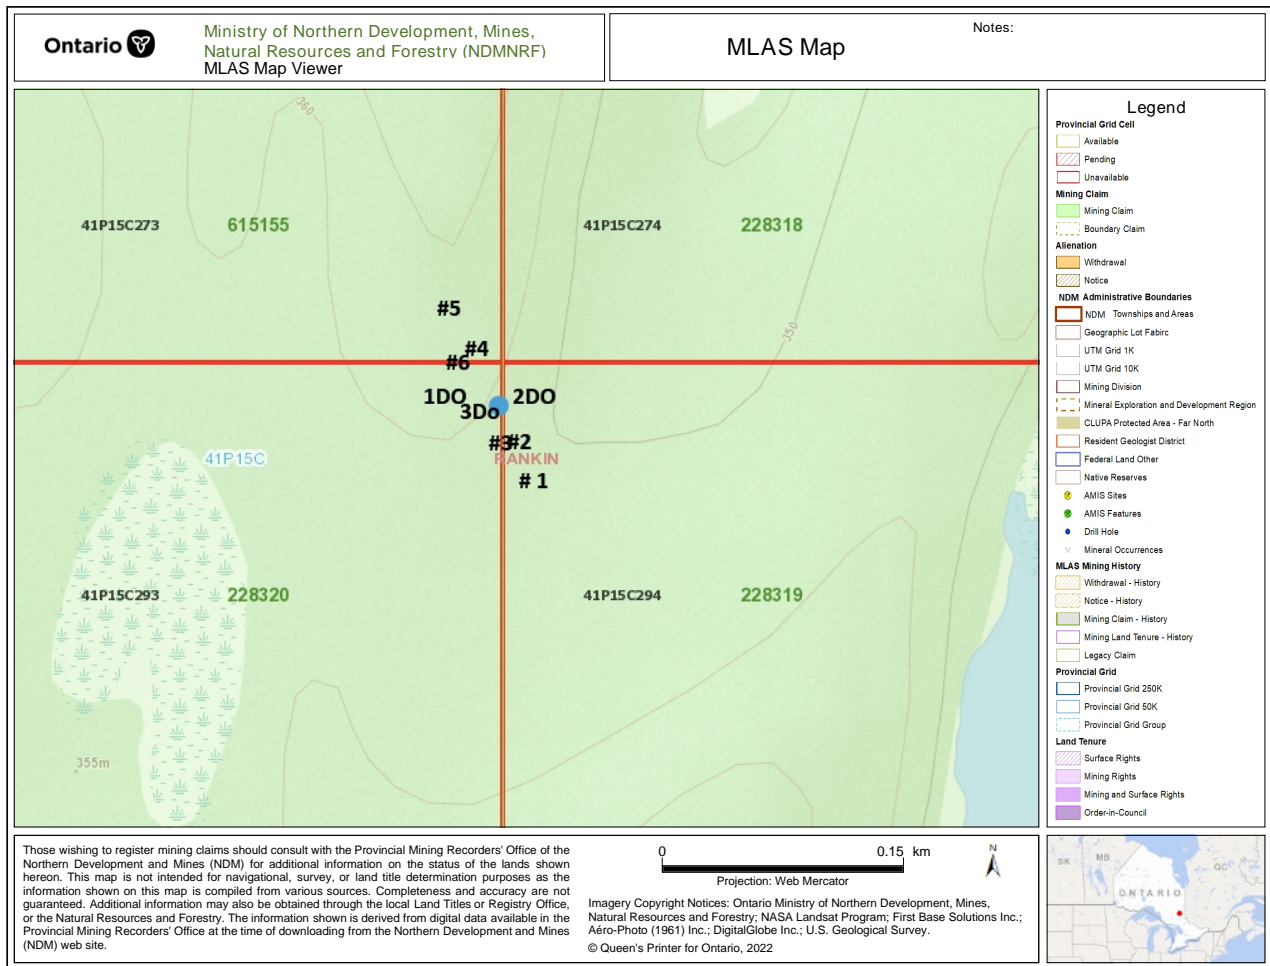 Ontario
Ministry of Northern Development, Mines,
Natural Resources and Forestry (NDMNRF)
MLAS Map Viewer
MLAS Map
Notes:
360
41P15C273
615155
41P15C274
228318
#5
350
#4
#6
1DO
2DO
3Do
#3
#2
41P15C
RANKIN
# 1
41P15C293
228320
41P15C294
228319
355m
Legend
Provincial Grid Cell
Available
Pending
Unavailable
Mining Claim
Mining Claim
Boundary Claim
Alienation
Withdrawal
Notice
NDM Administrative Boundaries
NDM Townships and Areas
Geographic Lot Fabirc
UTM Grid 1K
UTM Grid 10K
Mining Division
Mineral Exploration and Development Region
CLUPA Protected Area - Far North
Resident Geologist District
Federal Land Other
Native Reserves
AMIS Sites
AMIS Features
Drill Hole
Mineral Occurrences
MLAS Mining History
Withdrawal - History
Notice - History
Mining Claim - History
Mining Land Tenure - History
Legacy Claim
Provincial Grid
Provincial Grid 250K
Provincial Grid 50K
Provincial Grid Group
Land Tenure
Surface Rights
Mining Rights
Mining and Surface Rights
Order-in-Council
Those wishing to register mining claims should consult with the Provincial Mining Recorders' Office of the
Northern Development and Mines (NDM) for additional information on the status of the lands shown
hereon. This map is not intended for navigational, survey, or land title determination purposes as the
information shown on this map is compiled from various sources. Completeness and accuracy are not
guaranteed. Additional information may also be obtained through the local Land Titles or Registry Office,
or the Natural Resources and Forestry. The information shown is derived from digital data available in the
Provincial Mining Recorders' Office at the time of downloading from the Northern Development and Mines
(NDM) web site.
0 0.15 km
Projection: Web Mercator
N
Imagery Copyright Notices: Ontario Ministry of Northern Development, Mines,
Natural Resources and Forestry; NASA Landsat Program; First Base Solutions Inc.;
Aéro-Photo (1961) Inc.; DigitalGlobe Inc.; U.S. Geological Survey.
© Queen's Printer for Ontario, 2022
SK
MB
ONTARIO
QC